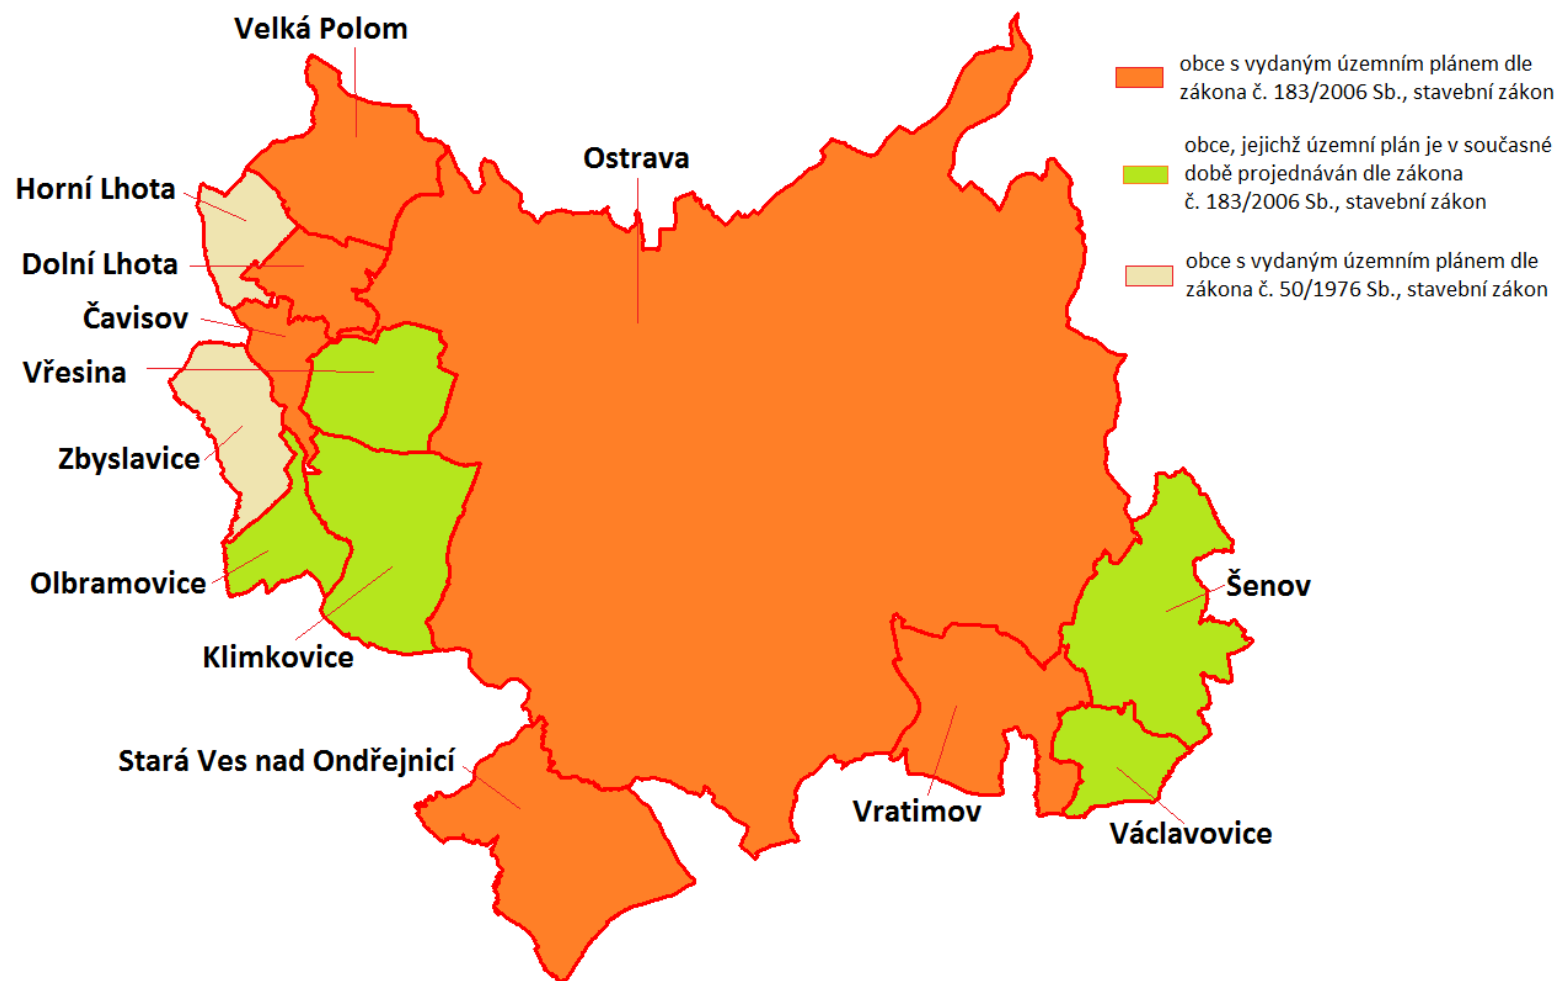 Velká Polom
Ostrava
Horní Lhota
Dolní Lhota
Čavisov
Vřesina
Zbyslavice
Olbramovice
Klimkovice
Stará Ves nad Ondřejnicí
Vratimov
Václavovice
Šenov
obce s vydaným územním plánem dle
zákona č. 183/2006 Sb., stavební zákon
obce, jejichž územní plán je v současné
době projednáván dle zákona
č. 183/2006 Sb., stavební zákon
obce s vydaným územním plánem dle
zákona č. 50/1976 Sb., stavební zákon